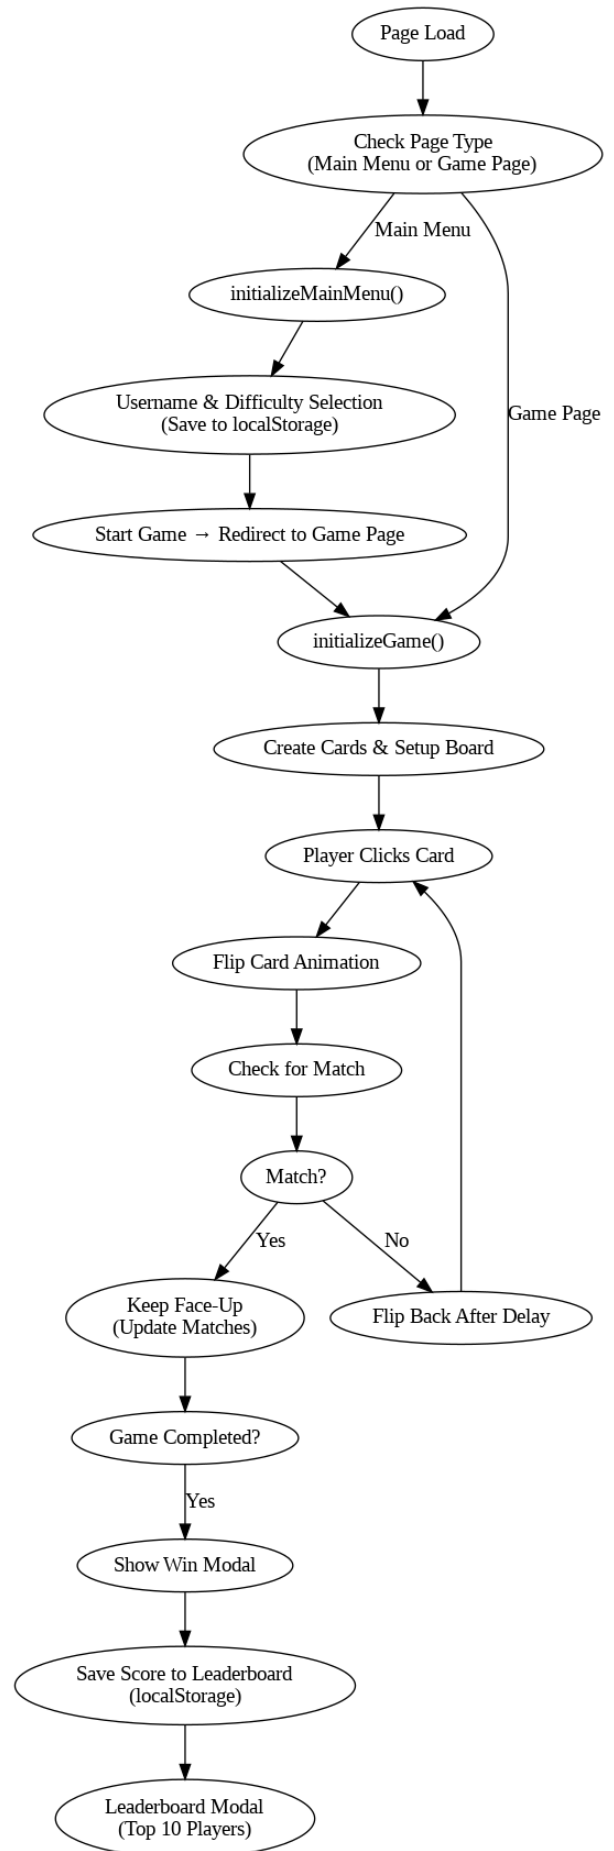 Page Load
Check Page Type
(Main Menu or Game Page)
Main Menu
initializeMainMenu()
Username & Difficulty Selection
(Save to localStorage)
Game Page
Start Game → Redirect to Game Page
initializeGame()
Create Cards & Setup Board
Player Clicks Card
Flip Card Animation
Check for Match
Match?
Yes
No
Keep Face-Up
(Update Matches)
Flip Back After Delay
Game Completed?
Yes
Show Win Modal
Save Score to Leaderboard
(localStorage)
Leaderboard Modal
(Top 10 Players)